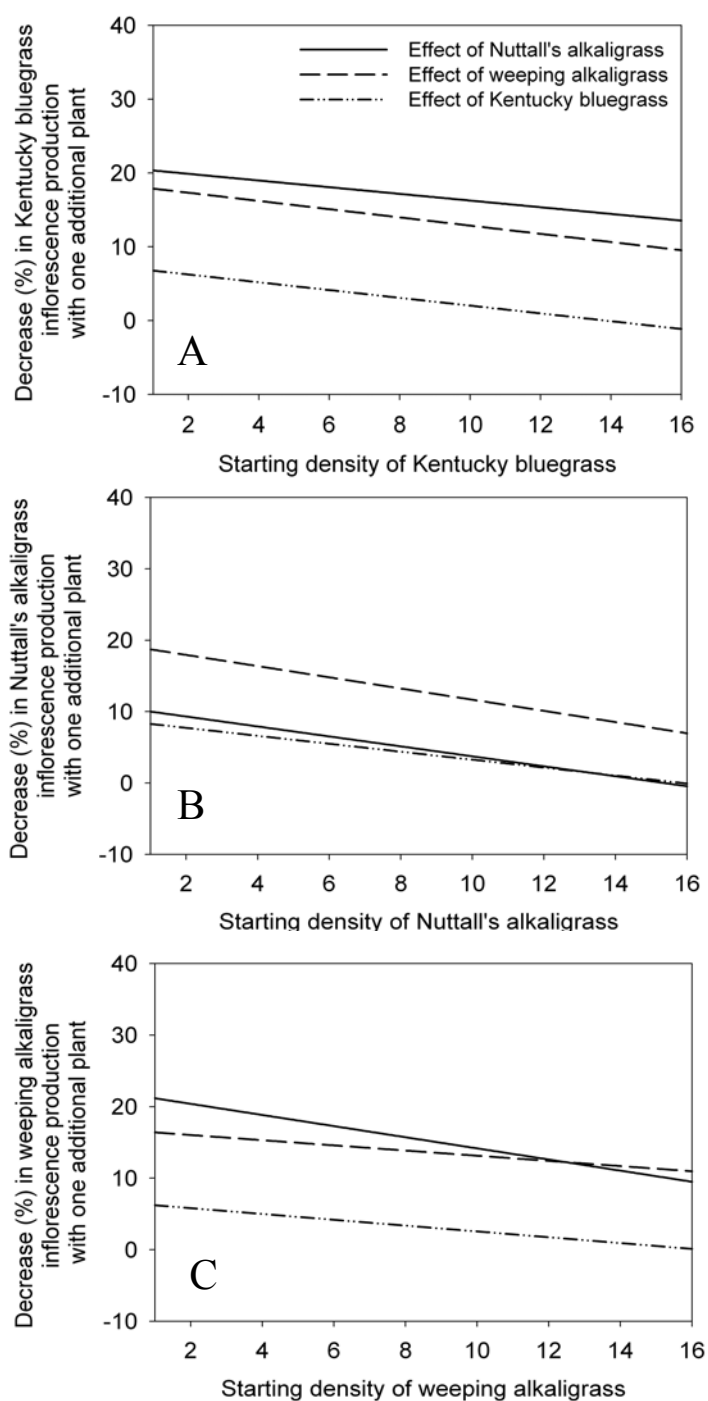 Decrease (%) in Kentucky bluegrass
inflorescence production
with one additional plant
40
30
20
10
0
-10
Effect of Nuttall's alkaligrass
Effect of weeping alkaligrass
Effect of Kentucky bluegrass
A
2 4 6 8 10 12 14 16
Starting density of Kentucky bluegrass
Decrease (%) in Nuttall's alkaligrass
inflorescence production
with one additional plant
40
30
20
10
0
-10
B
2 4 6 8 10 12 14 16
Starting density of Nuttall's alkaligrass
Decrease (%) in weeping alkaligrass
inflorescence production
with one additional plant
40
30
20
10
0
-10
C
2 4 6 8 10 12 14 16
Starting density of weeping alkaligrass